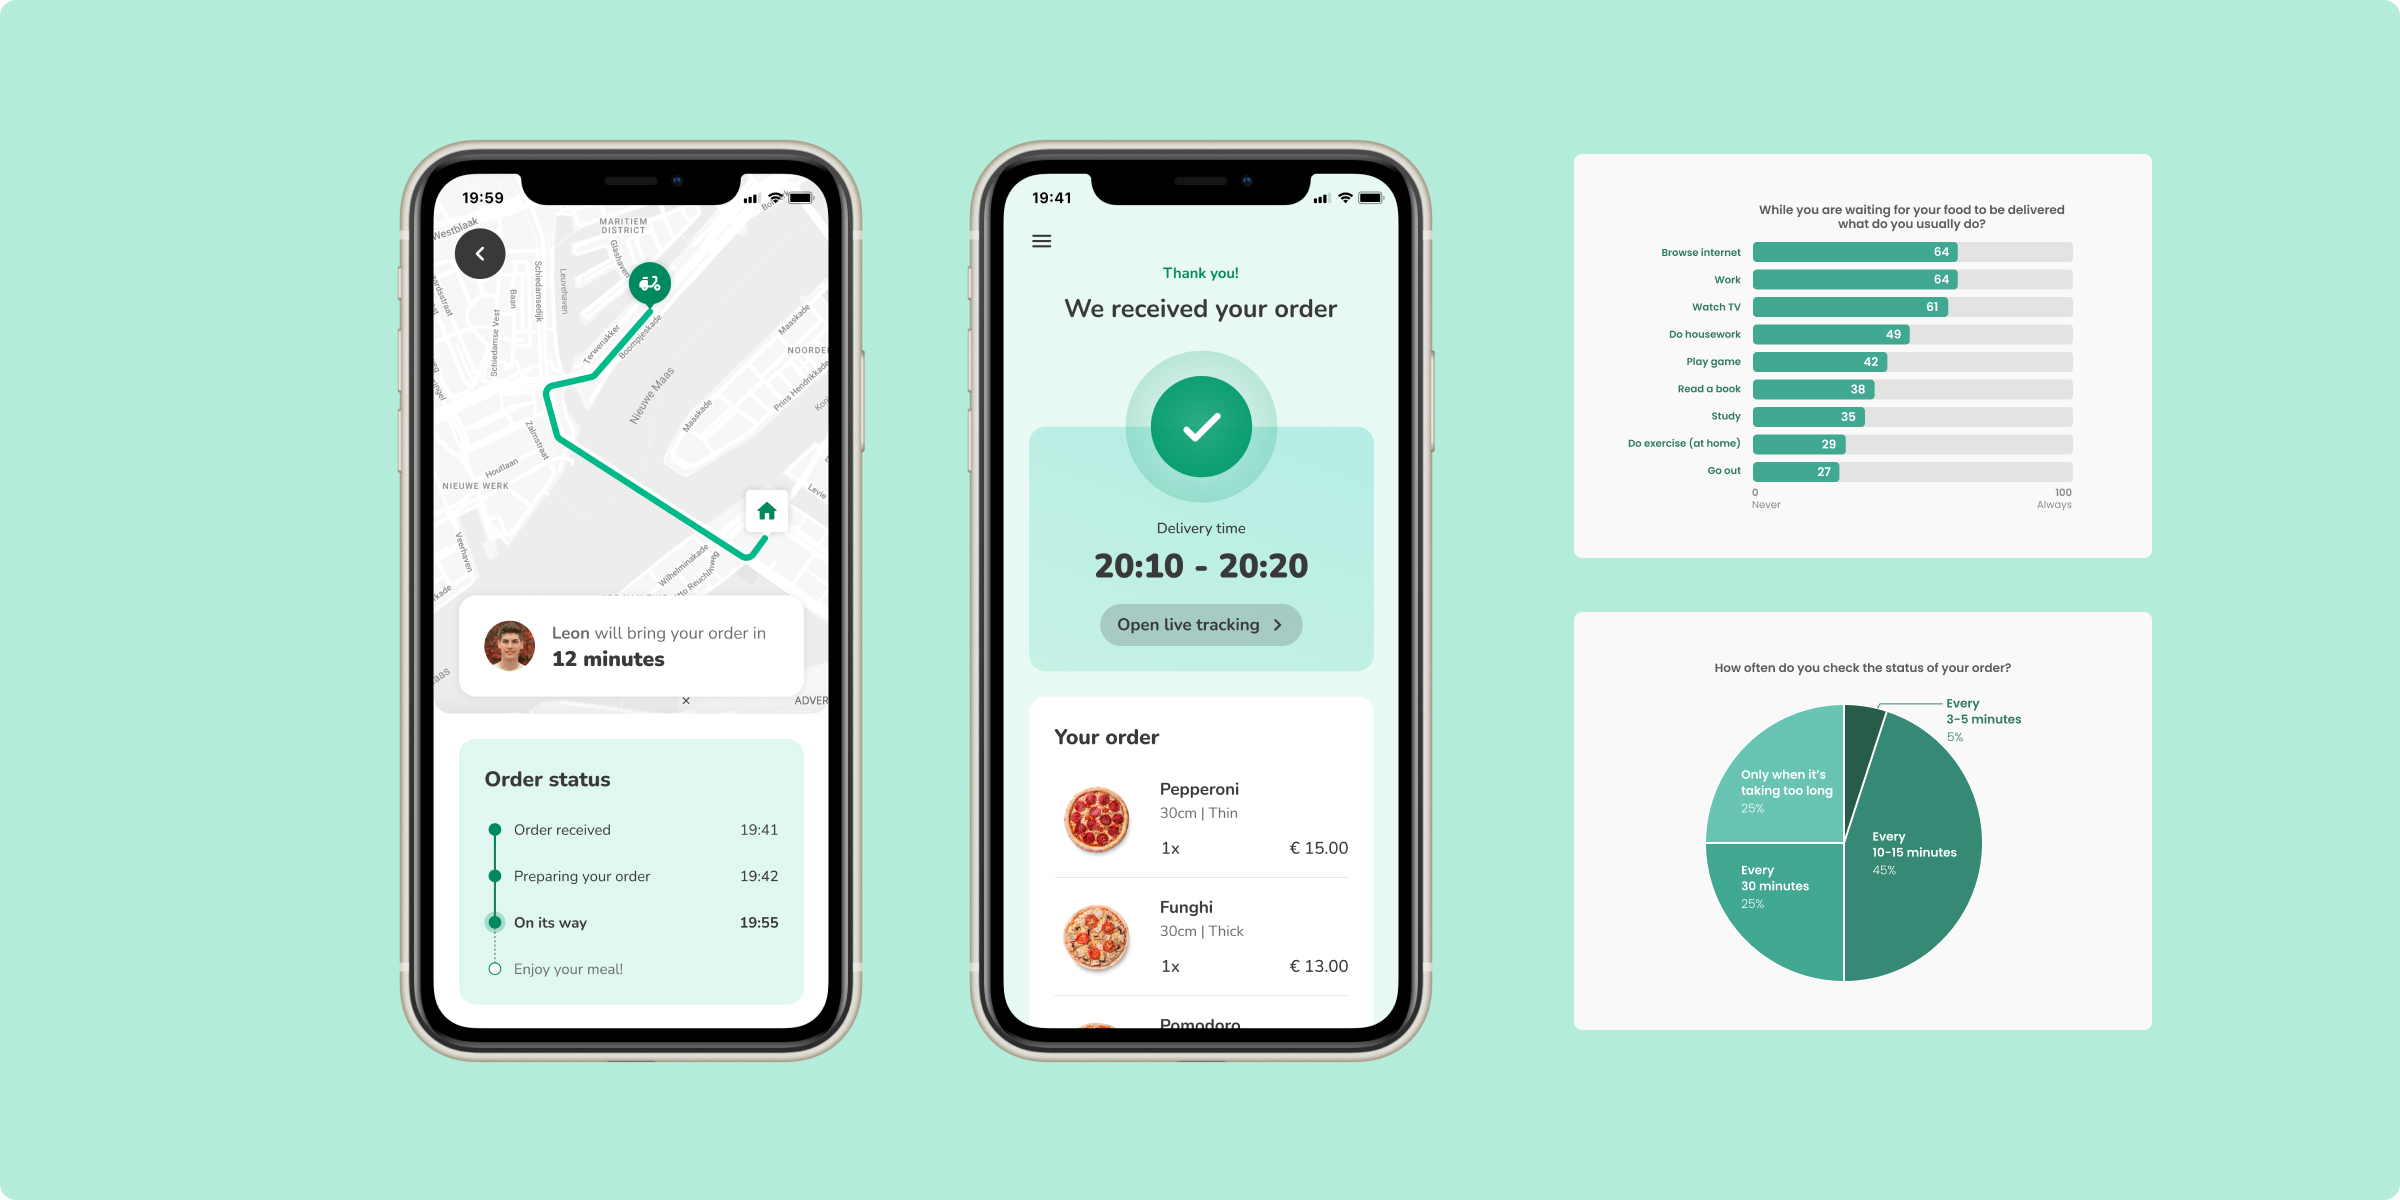 19:59
Westblaak
MARITIEM
DISTRICT
Glashaven
Schiedamsedijk
Leuvehaven
Baan
Schiedamse Vest
Terwenakker
Boompjeskade
Maaskade
NOORDE
Prins Hendrikkade
Nieuwe Maas
Maaskade
Zalmstraat
Houtlaan
NIEUWE WERK
Levie
Veerhaven
Wilhelminakade
Otto Reuchlinweg
Leon will bring your order in
12 minutes
ADVER
Order status
Order received 19:41
Preparing your order 19:42
On its way 19:55
Enjoy your meal!
19:41
Thank you!
We received your order
Delivery time
20:10 - 20:20
Open live tracking
Your order
Pepperoni
30cm | Thin
1x € 15.00
Funghi
30cm | Thick
1x € 13.00
Pomodoro
While you are waiting for your food to be delivered
what do you usually do?
Browse internet 64
Work 64
Watch TV 61
Do housework 49
Play game 42
Read a book 38
Study 35
Do exercise (at home) 29
Go out 27
0 100
Never Always
How often do you check the status of your order?
Every
3-5 minutes
5%
Only when it's
taking too long
25%
Every
10-15 minutes
45%
Every
30 minutes
25%